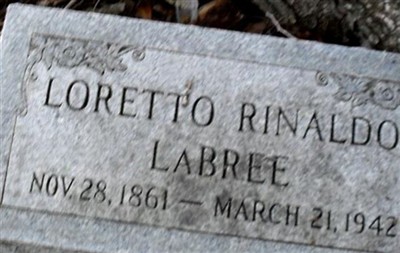 LORETTO RINALDO
LABREE
NOV. 28, 1861 — MARCH 21, 1942